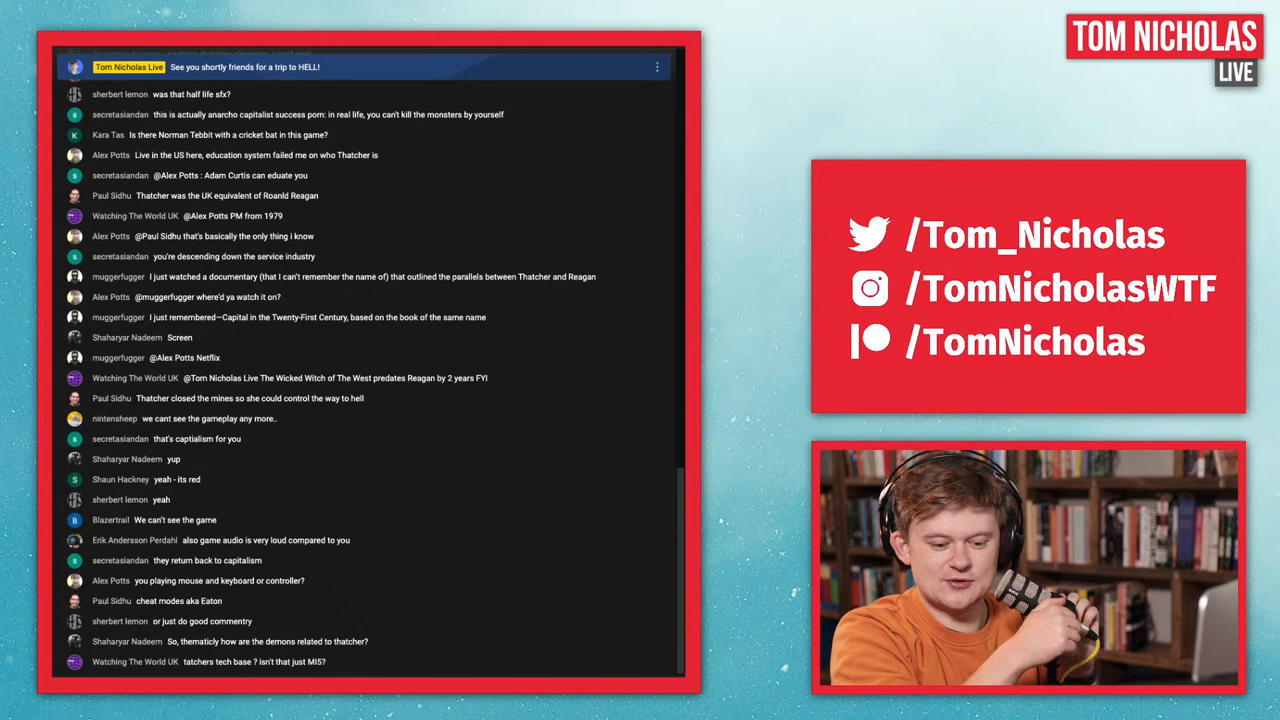 TOM NICHOLAS
LIVE
Tom Nicholas Live See you shortly friends for a trip to HELL!
sherbert lemon was that half life sfx?
s secretasiandan this is actually anarcho capitalist success porn: in real life, you can't kill the monsters by yourself
K Kara Tas Is there Norman Tebbit with a cricket bat in this game?
Alex Potts Live in the US here, education system failed me on who Thatcher is
s secretasiandan @Alex Potts : Adam Curtis can eduate you
Paul Sidhu Thatcher was the UK equivalent of Roanld Reagan
Watching The World UK @Alex Potts PM from 1979
Alex Potts @Paul Sidhu that's basically the only thing i know
s secretasiandan you're descending down the service industry
muggerfugger I just watched a documentary (that I can't remember the name of) that outlined the parallels between Thatcher and Reagan
Alex Potts @muggerfugger where'd ya watch it on?
muggerfugger I just remembered—Capital in the Twenty-First Century, based on the book of the same name
Shaharyar Nadeem Screen
muggerfugger @Alex Potts Netflix
Watching The World UK @Tom Nicholas Live The Wicked Witch of The West predates Reagan by 2 years FYI
Paul Sidhu Thatcher closed the mines so she could control the way to hell
nintensheep we cant see the gameplay any more..
s secretasiandan that's captialism for you
Shaharyar Nadeem yup
S Shaun Hackney yeah - its red
sherbert lemon yeah
B Blazertrail We can't see the game
Erik Andersson Perdahl also game audio is very loud compared to you
s secretasiandan they return back to capitalism
Alex Potts you playing mouse and keyboard or controller?
Paul Sidhu cheat modes aka Eaton
sherbert lemon or just do good commentry
Shaharyar Nadeem So, thematicly how are the demons related to thatcher?
Watching The World UK tatchers tech base ? isn't that just MI5?
/Tom_Nicholas
/TomNicholasWTF
/TomNicholas